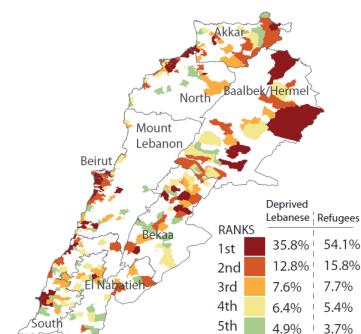 Akkar
North
Baalbek/Hermel
Mount
Lebanon
Beirut
Bekaa
El Nabatieh
South
Deprived
Lebanese
Refugees
RANKS
1st 35.8% 54.1%
2nd 12.8% 15.8%
3rd 7.6% 7.7%
4th 6.4% 5.4%
5th 4.9% 3.7%